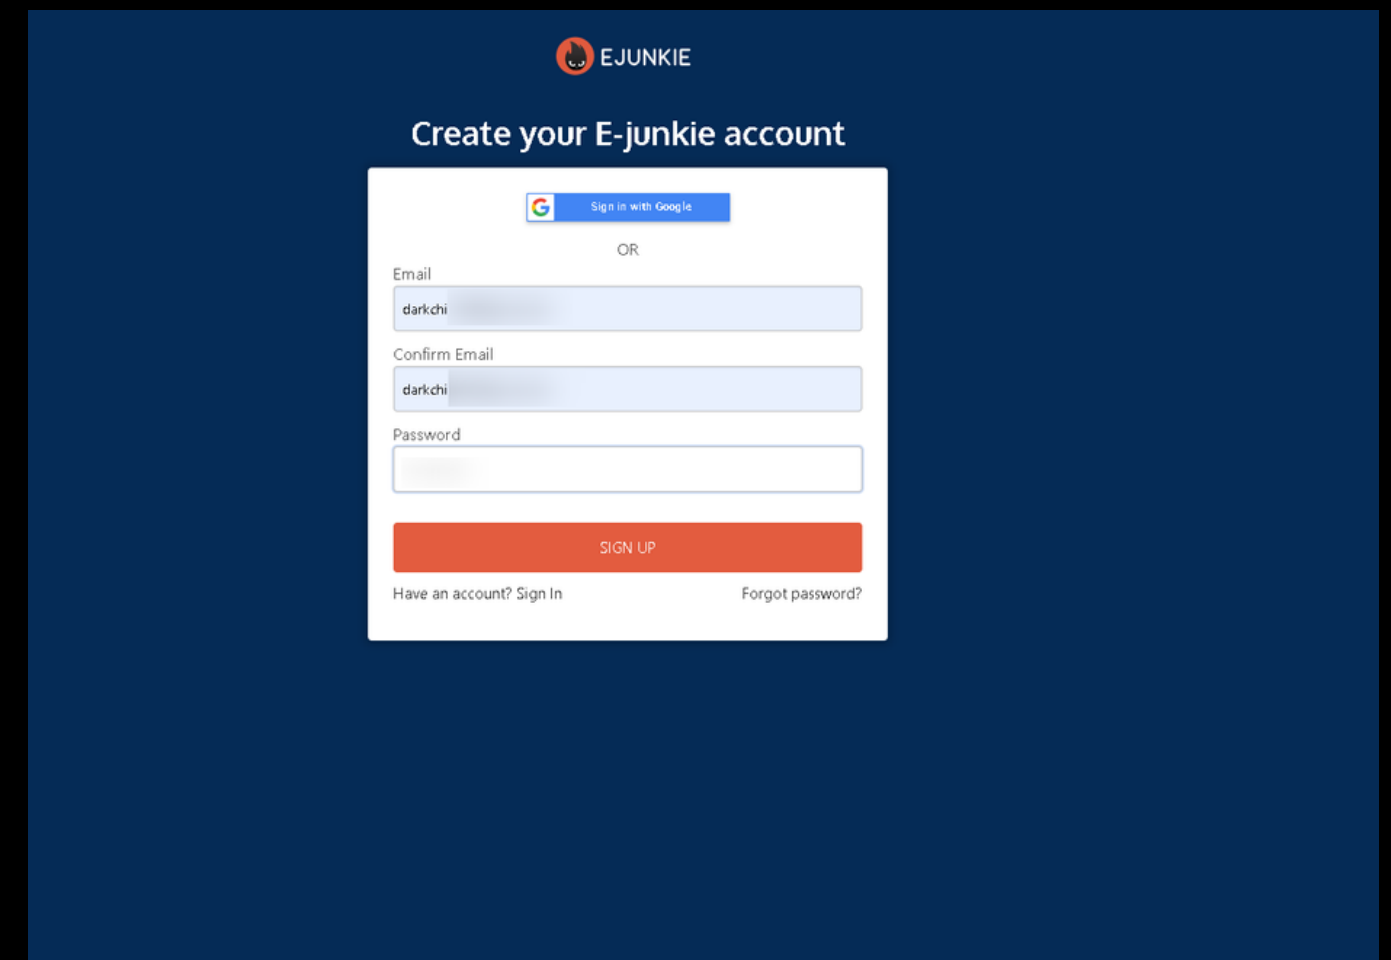 EJUNKIE
Create your E-junkie account
Sign in with Google
OR
Email
darkchi
Confirm Email
darkchi
Password
SIGN UP
Have an account? Sign In Forgot password?